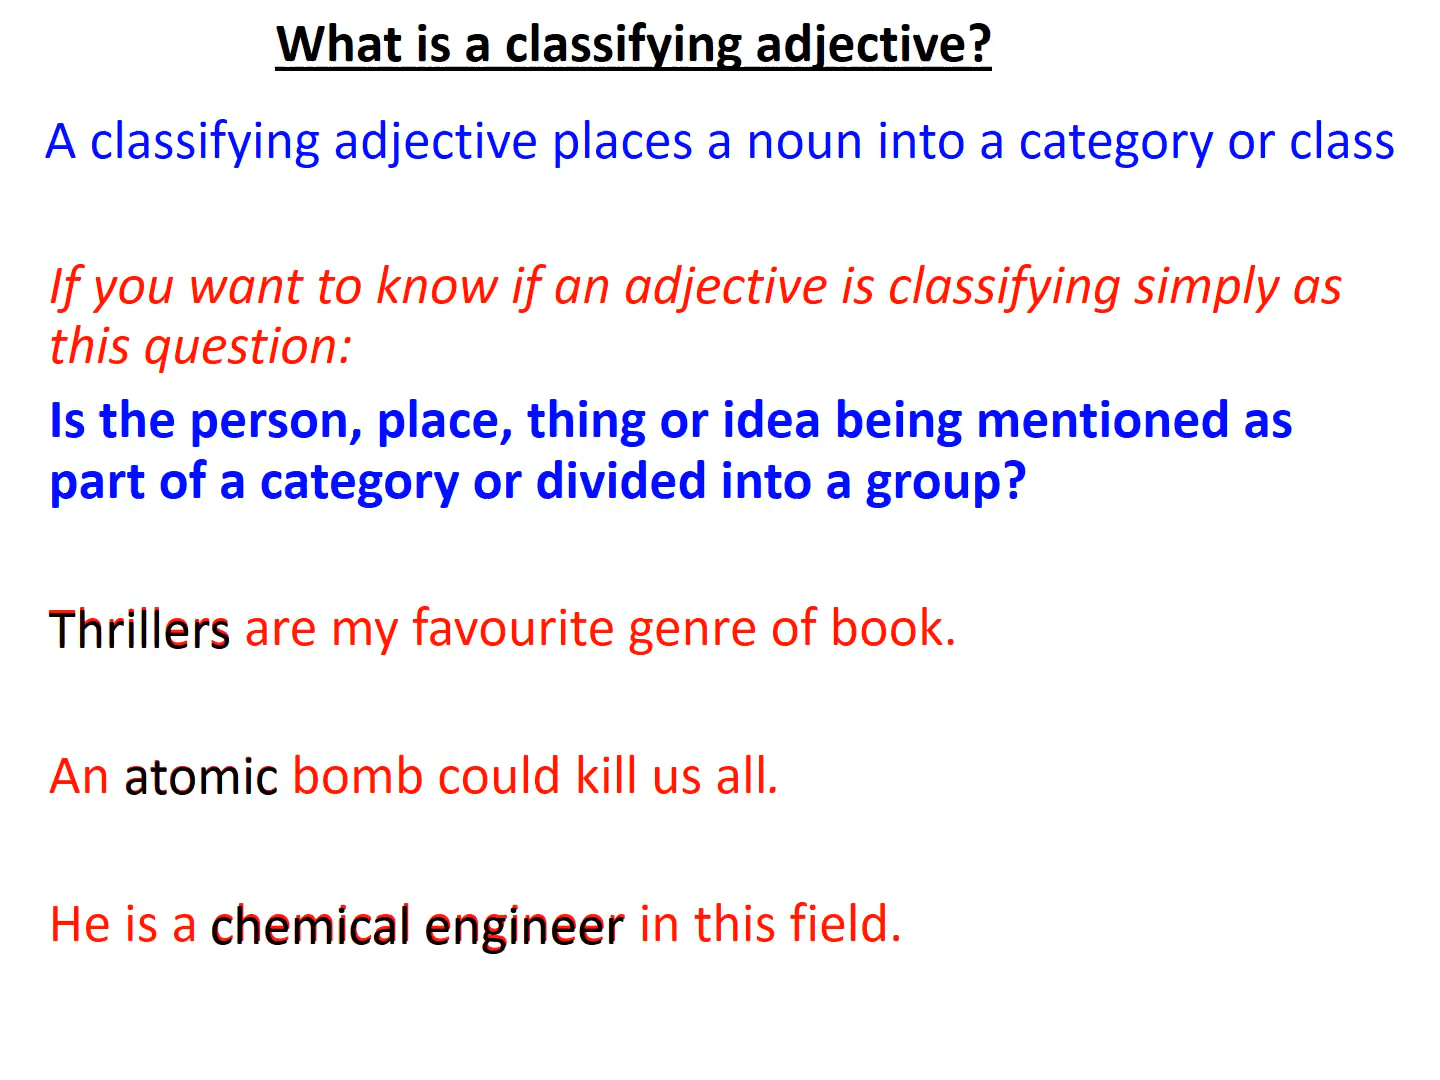 What is a classifying adjective?
A classifying adjective places a noun into a category or class
If you want to know if an adjective is classifying simply as
this question:
Is the person, place, thing or idea being mentioned as
part of a category or divided into a group?
Thrillers are my favourite genre of book.
An atomic bomb could kill us all.
He is a chemical engineer in this field.